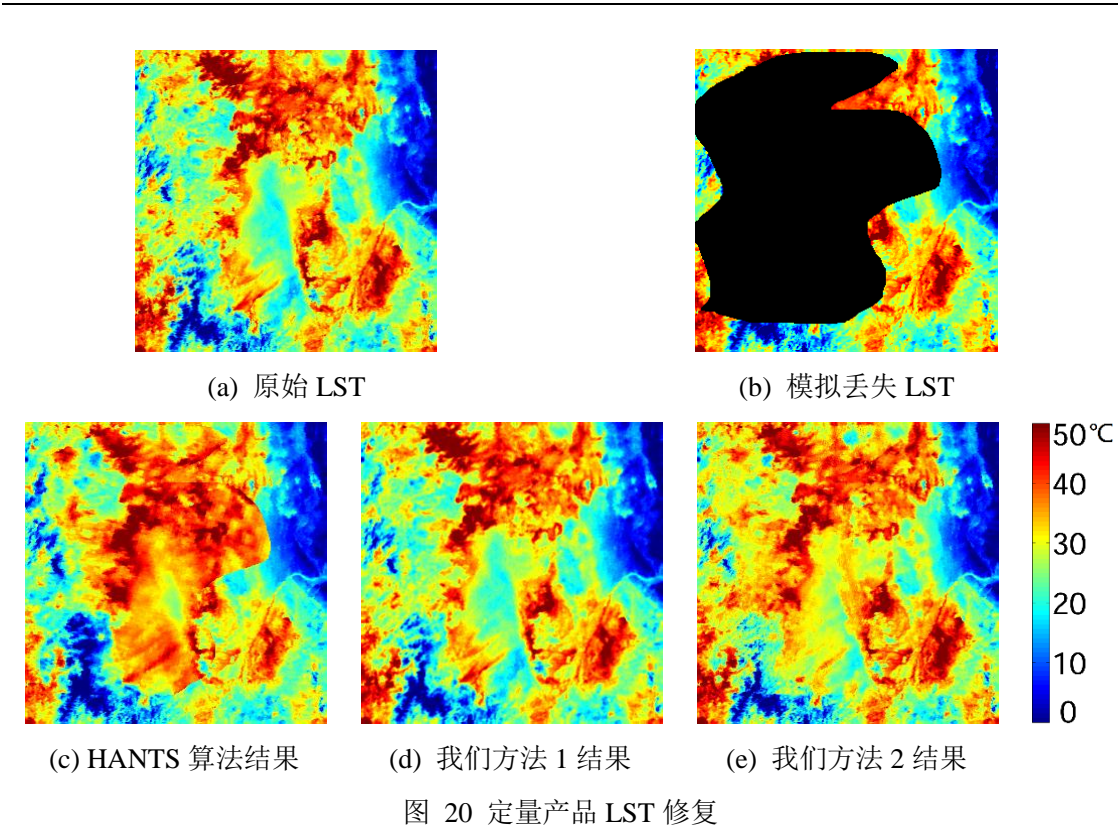 (a) 原始 LST
(b) 模拟丢失 LST
50℃
40
30
20
10
0
(c) HANTS 算法结果
(d) 我们方法 1 结果
(e) 我们方法 2 结果
图 20 定量产品 LST 修复